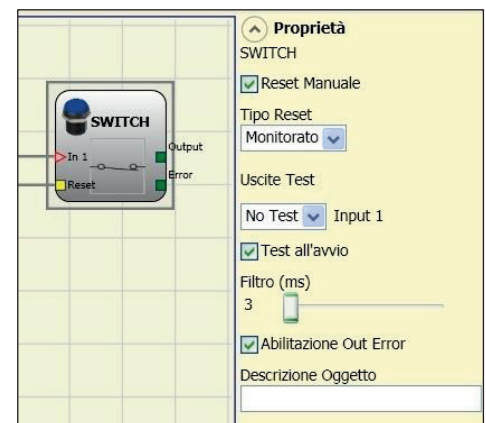 SWITCH
In 1
Output
Reset
Error
Proprietà
SWITCH
Reset Manuale
Tipo Reset
Monitorato
Uscite Test
No Test Input 1
Test all'avvio
Filtro (ms)
3
Abilitazione Out Error
Descrizione Oggetto